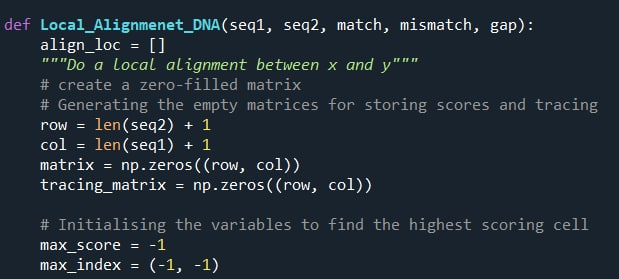 def Local_Alignmenet_DNA(seq1, seq2, match, mismatch, gap):
    align_loc = []
    """Do a local alignment between x and y"""
    # create a zero-filled matrix
    # Generating the empty matrices for storing scores and tracing
    row = len(seq2) + 1
    col = len(seq1) + 1
    matrix = np.zeros((row, col))
    tracing_matrix = np.zeros((row, col))

    # Initialising the variables to find the highest scoring cell
    max_score = -1
    max_index = (-1, -1)